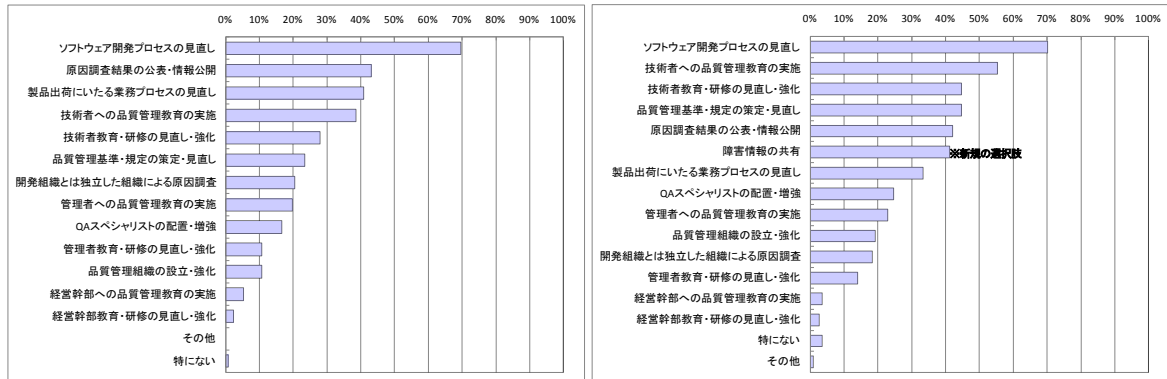 0% 10% 20% 30% 40% 50% 60% 70% 80% 90% 100%
ソフトウェア開発プロセスの見直し
原因調査結果の公表・情報公開
製品出荷にいたる業務プロセスの見直し
技術者への品質管理教育の実施
技術者教育・研修の見直し・強化
品質管理基準・規定の策定・見直し
開発組織とは独立した組織による原因調査
管理者への品質管理教育の実施
QAスペシャリストの配置・増強
管理者教育・研修の見直し・強化
品質管理組織の設立・強化
経営幹部への品質管理教育の実施
経営幹部教育・研修の見直し・強化
その他
特にない
0% 10% 20% 30% 40% 50% 60% 70% 80% 90% 100%
ソフトウェア開発プロセスの見直し
技術者への品質管理教育の実施
技術者教育・研修の見直し・強化
品質管理基準・規定の策定・見直し
原因調査結果の公表・情報公開
障害情報の共有 ※新規の選択肢
製品出荷にいたる業務プロセスの見直し
QAスペシャリストの配置・増強
管理者への品質管理教育の実施
品質管理組織の設立・強化
開発組織とは独立した組織による原因調査
管理者教育・研修の見直し・強化
経営幹部への品質管理教育の実施
経営幹部教育・研修の見直し・強化
特にない
その他